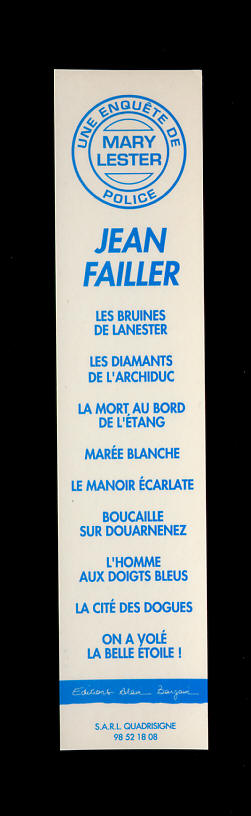 UNE ENQUÊTE DE
MARY
LESTER
POLICE
JEAN
FAILLER
LES BRUINES
DE LANESTER
LES DIAMANTS
DE L'ARCHIDUC
LA MORT AU BORD
DE L'ÉTANG
MARÉE BLANCHE
LE MANOIR ÉCARLATE
BOUCAILLE
SUR DOUARNENEZ
L'HOMME
AUX DOIGTS BLEUS
LA CITÉ DES DOGUES
ON A VOLÉ
LA BELLE ÉTOILE !
Editions Alain Bargain
S.A.R.L. QUADRISIGNE
98 52 18 08